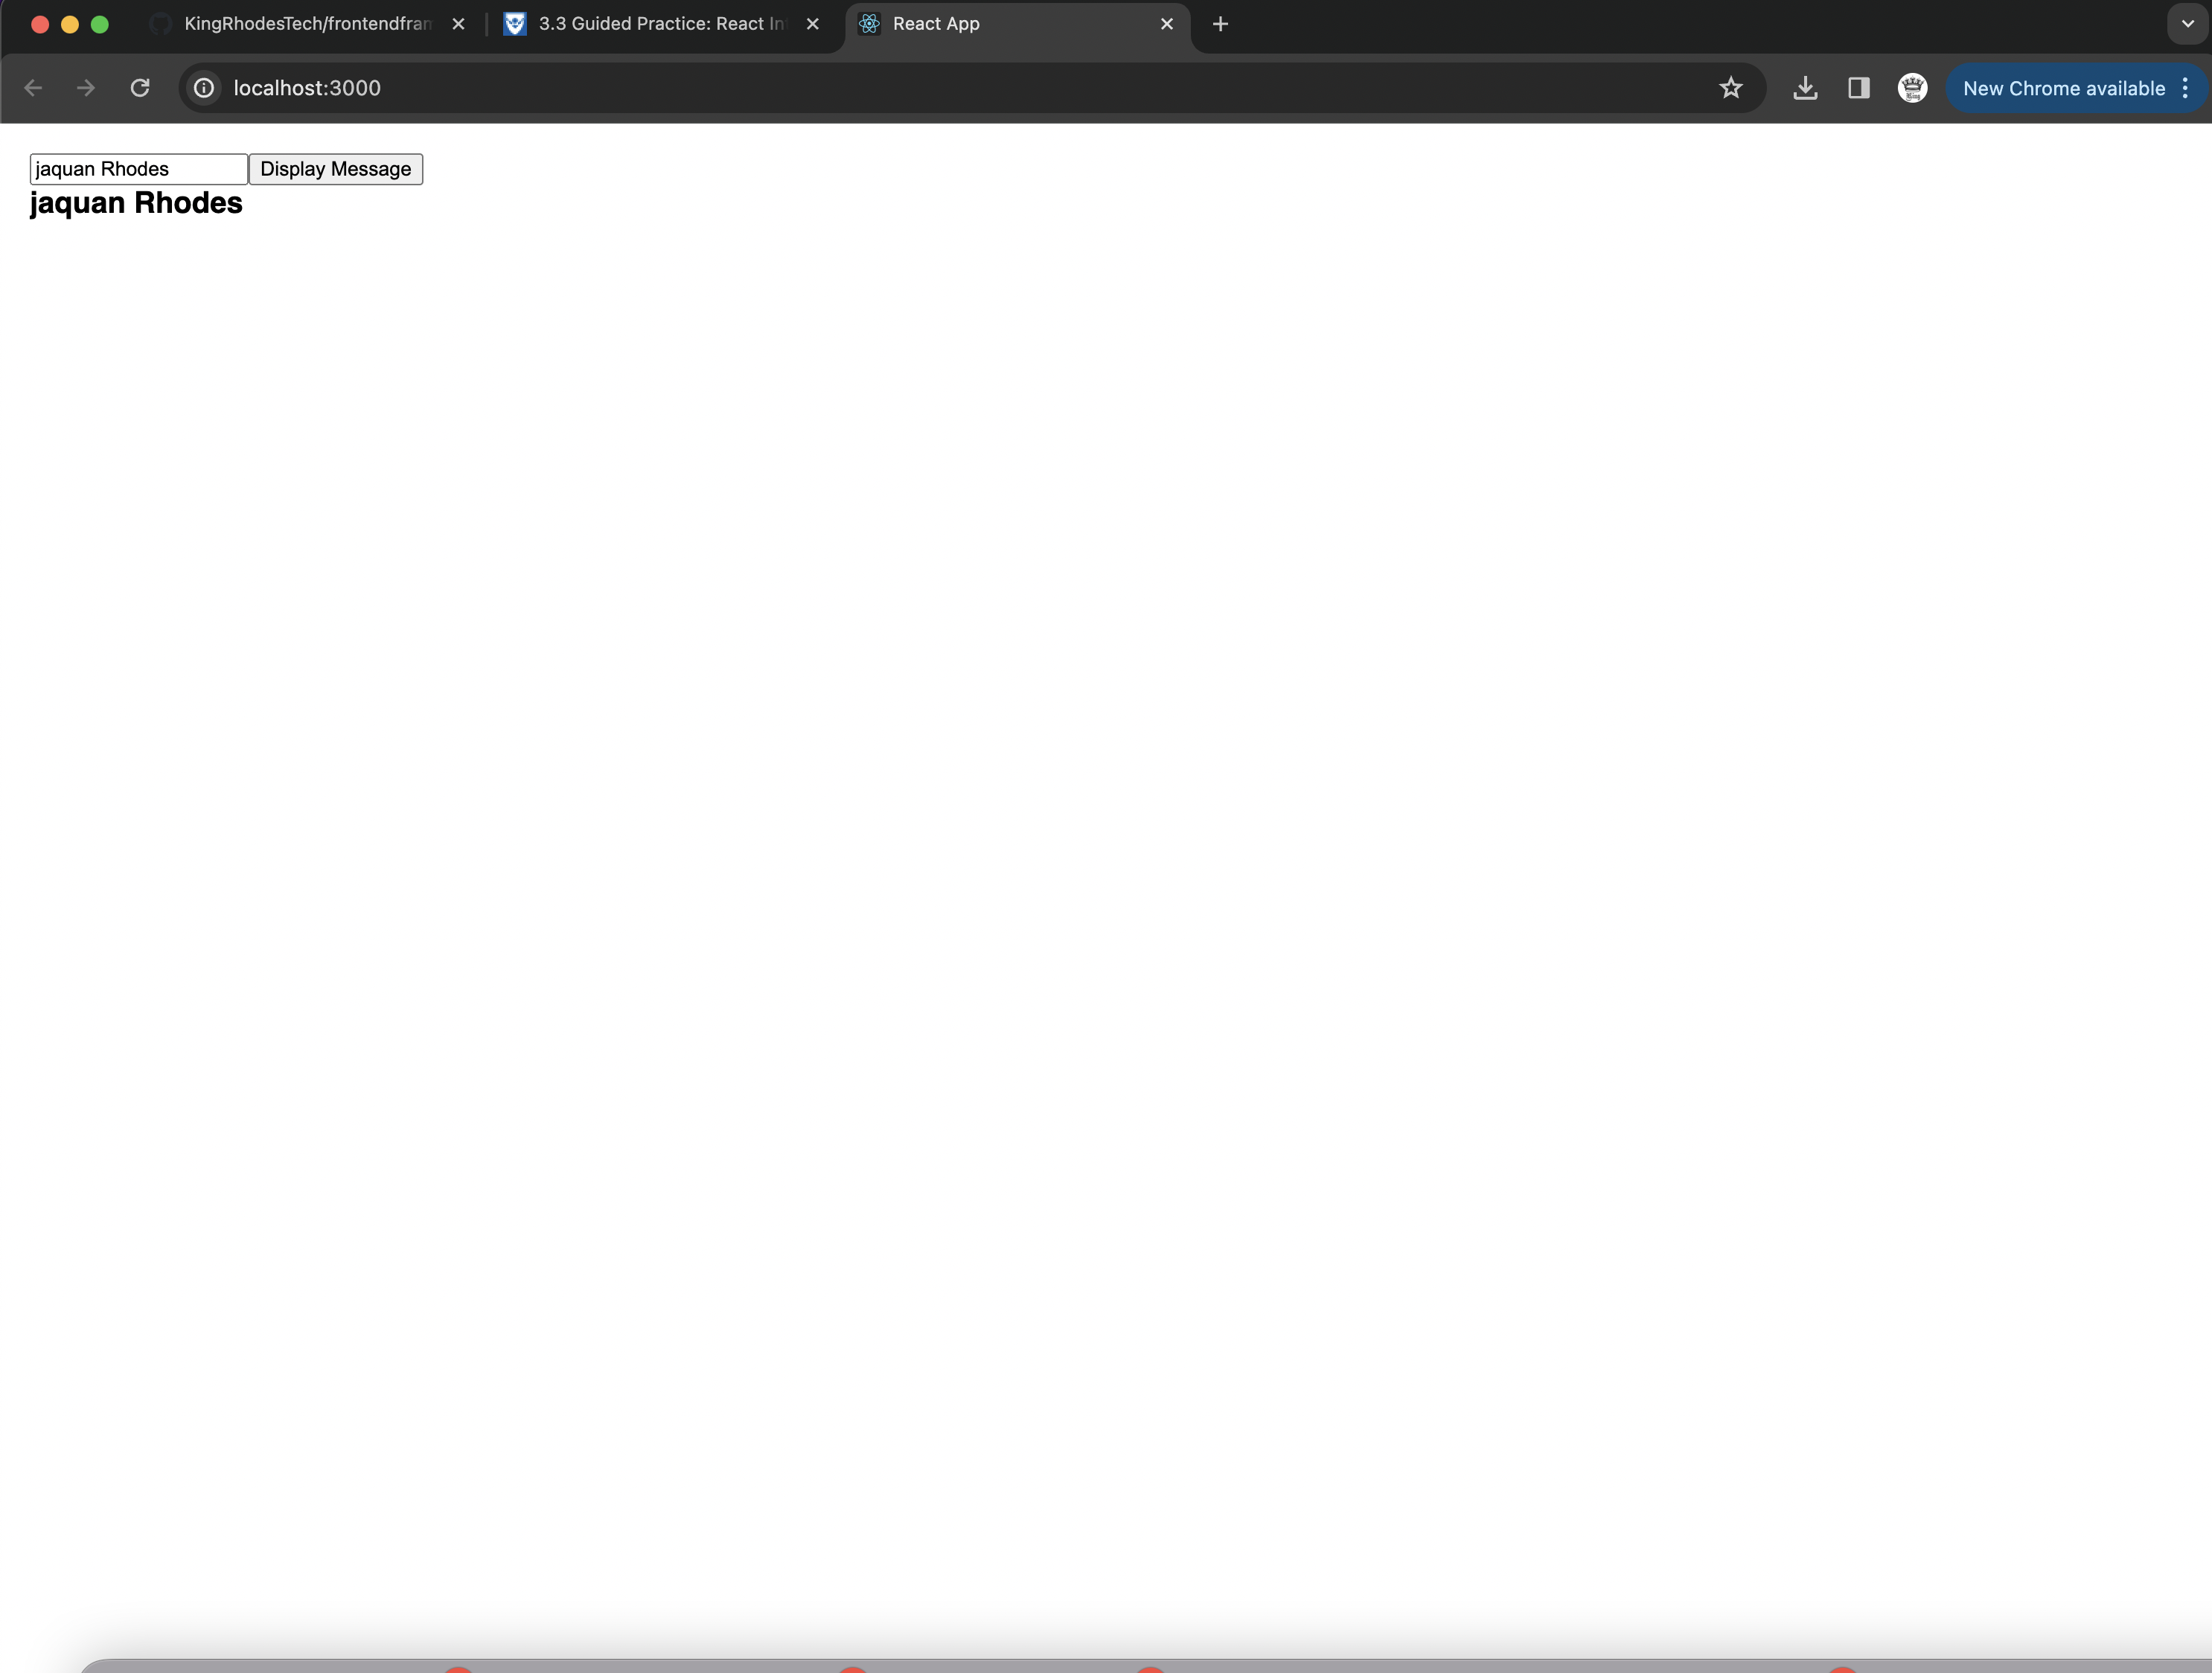 KingRhodesTech/frontendfram
3.3 Guided Practice: React In
React App
localhost:3000
New Chrome available
jaquan Rhodes
Display Message
jaquan Rhodes